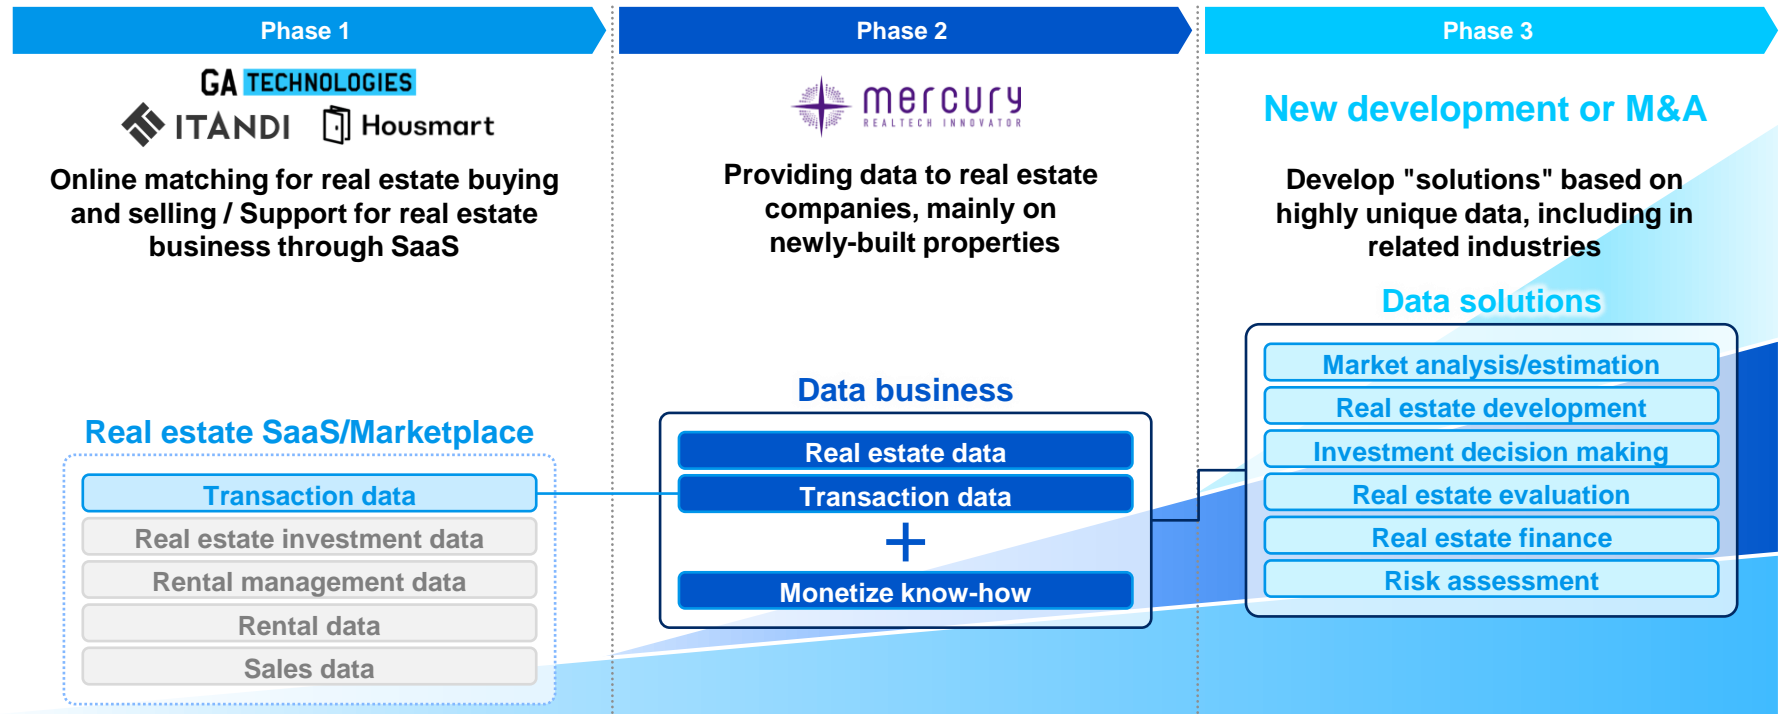 Phase 1
GA TECHNOLOGIES
ITANDI
Housmart
Online matching for real estate buying
and selling / Support for real estate
business through SaaS
Real estate SaaS/Marketplace
Transaction data
Real estate investment data
Rental management data
Rental data
Sales data
Phase 2
mercury
REALTECH INNOVATOR
Providing data to real estate
companies, mainly on
newly-built properties
Data business
Real estate data
Transaction data
+
Monetize know-how
Phase 3
New development or M&A
Develop "solutions" based on
highly unique data, including in
related industries
Data solutions
Market analysis/estimation
Real estate development
Investment decision making
Real estate evaluation
Real estate finance
Risk assessment